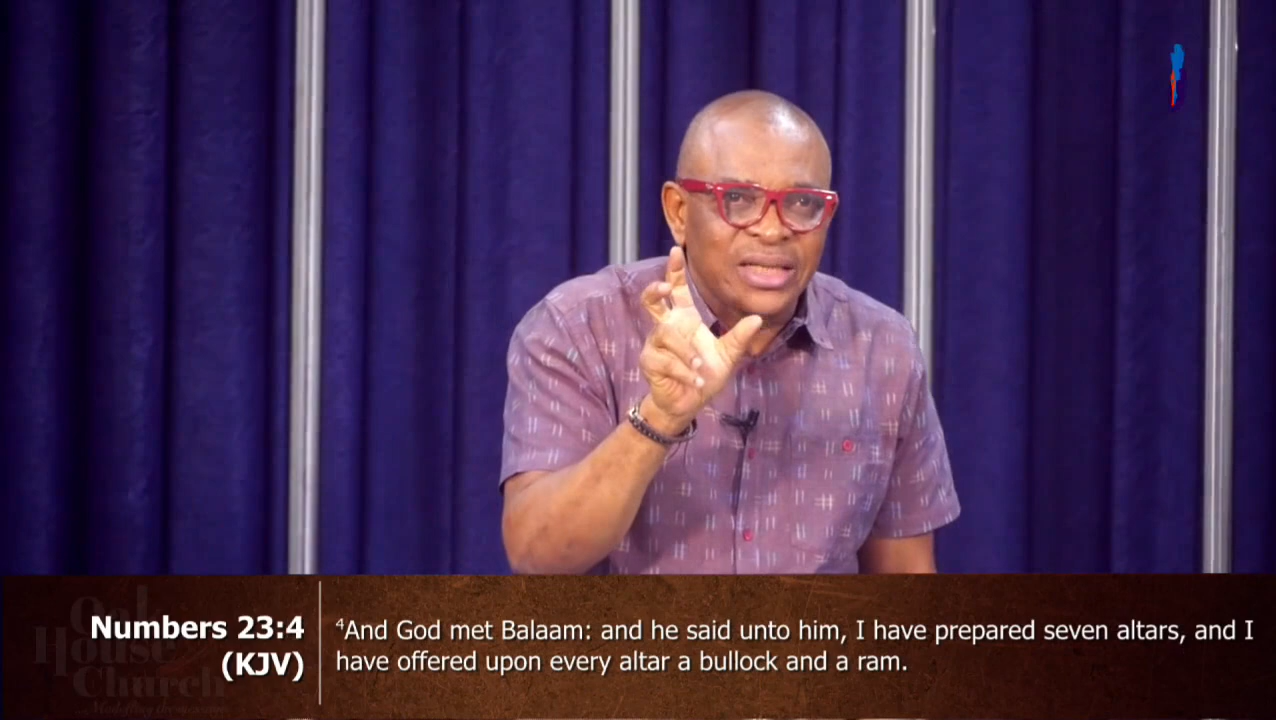 Numbers 23:4
(KJV)
⁴And God met Balaam: and he said unto him, I have prepared seven altars, and I
have offered upon every altar a bullock and a ram.
House
Church